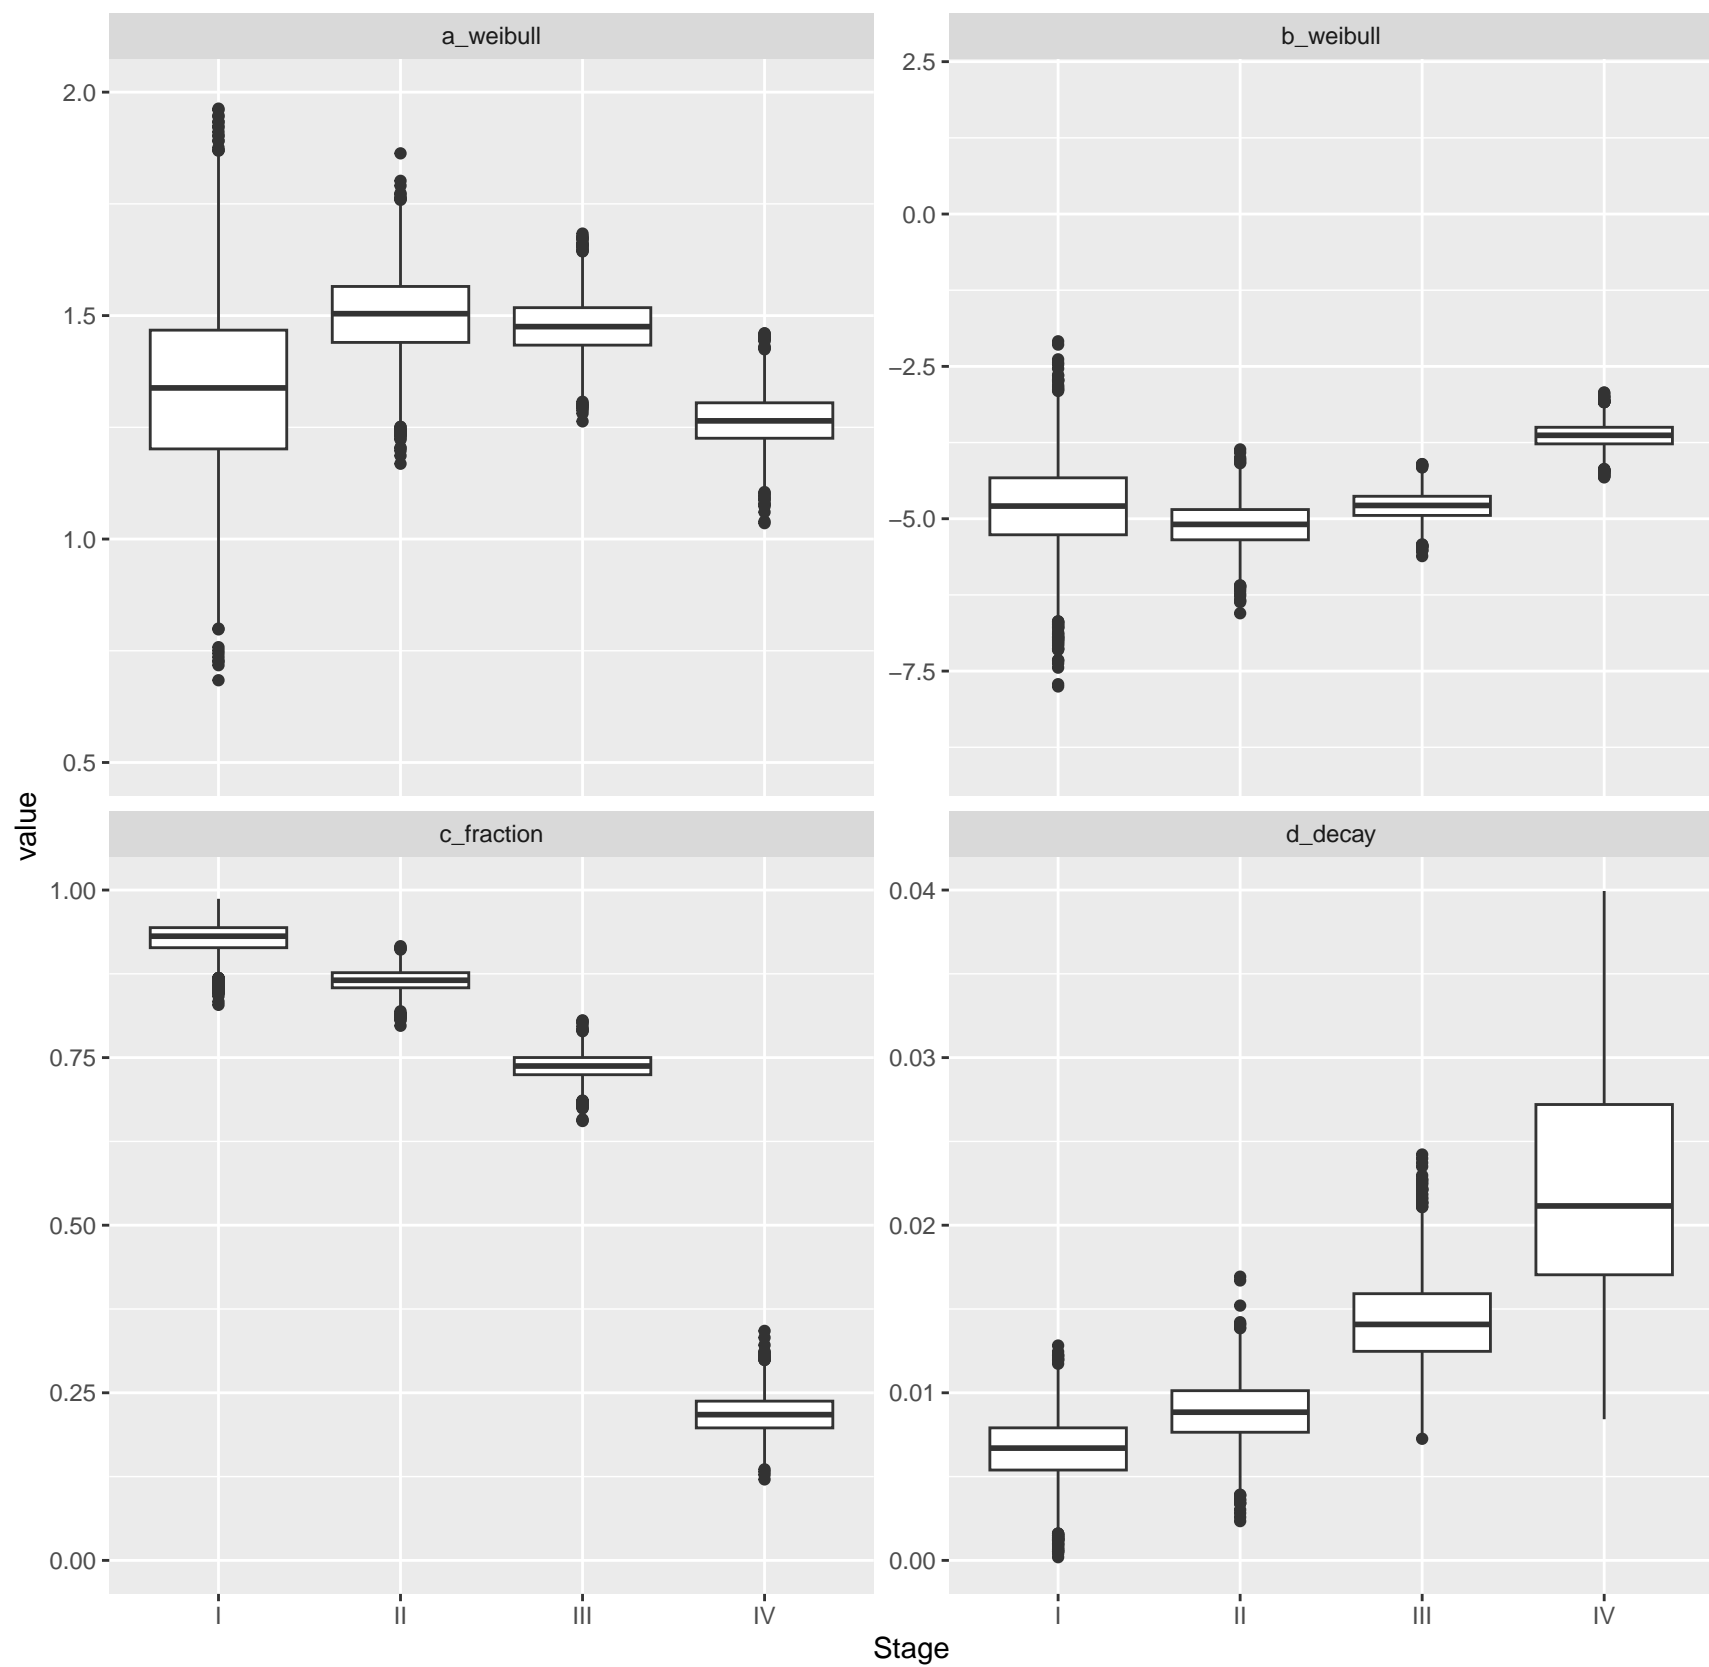 a_weibull
b_weibull
2.0
1.5
1.0
0.5
2.5
0.0
−2.5
−5.0
−7.5
value
c_fraction
d_decay
1.00
0.75
0.50
0.25
0.00
0.04
0.03
0.02
0.01
0.00
I II III IV
I II III IV
Stage